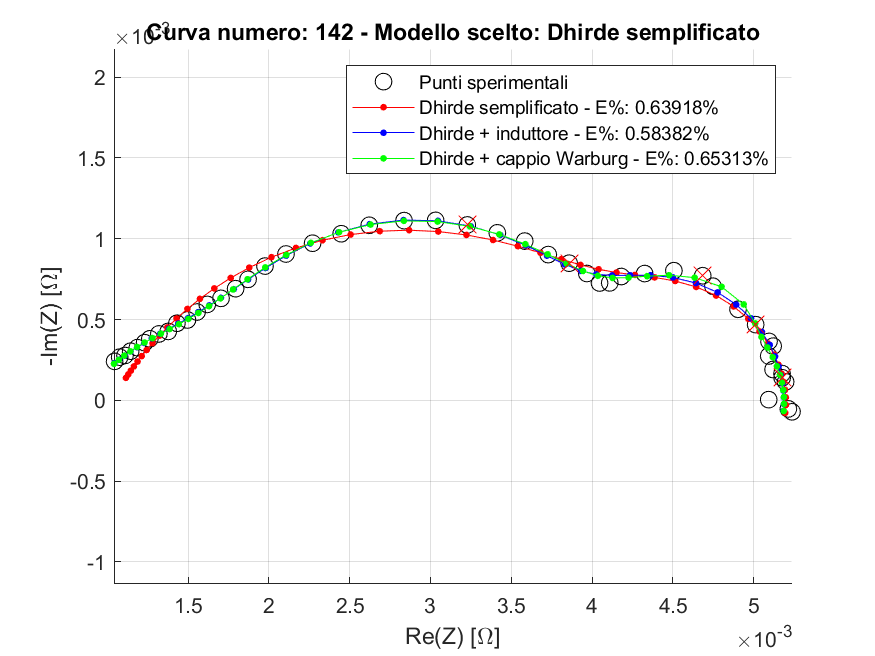 ×10⁻³
Curva numero: 142 - Modello scelto: Dhirde semplificato
Punti sperimentali
Dhirde semplificato - E%: 0.63918%
Dhirde + induttore - E%: 0.58382%
Dhirde + cappio Warburg - E%: 0.65313%
2
1.5
1
0.5
0
-0.5
-1
-Im(Z) [Ω]
1.5 2 2.5 3 3.5 4 4.5 5
Re(Z) [Ω]
×10⁻³